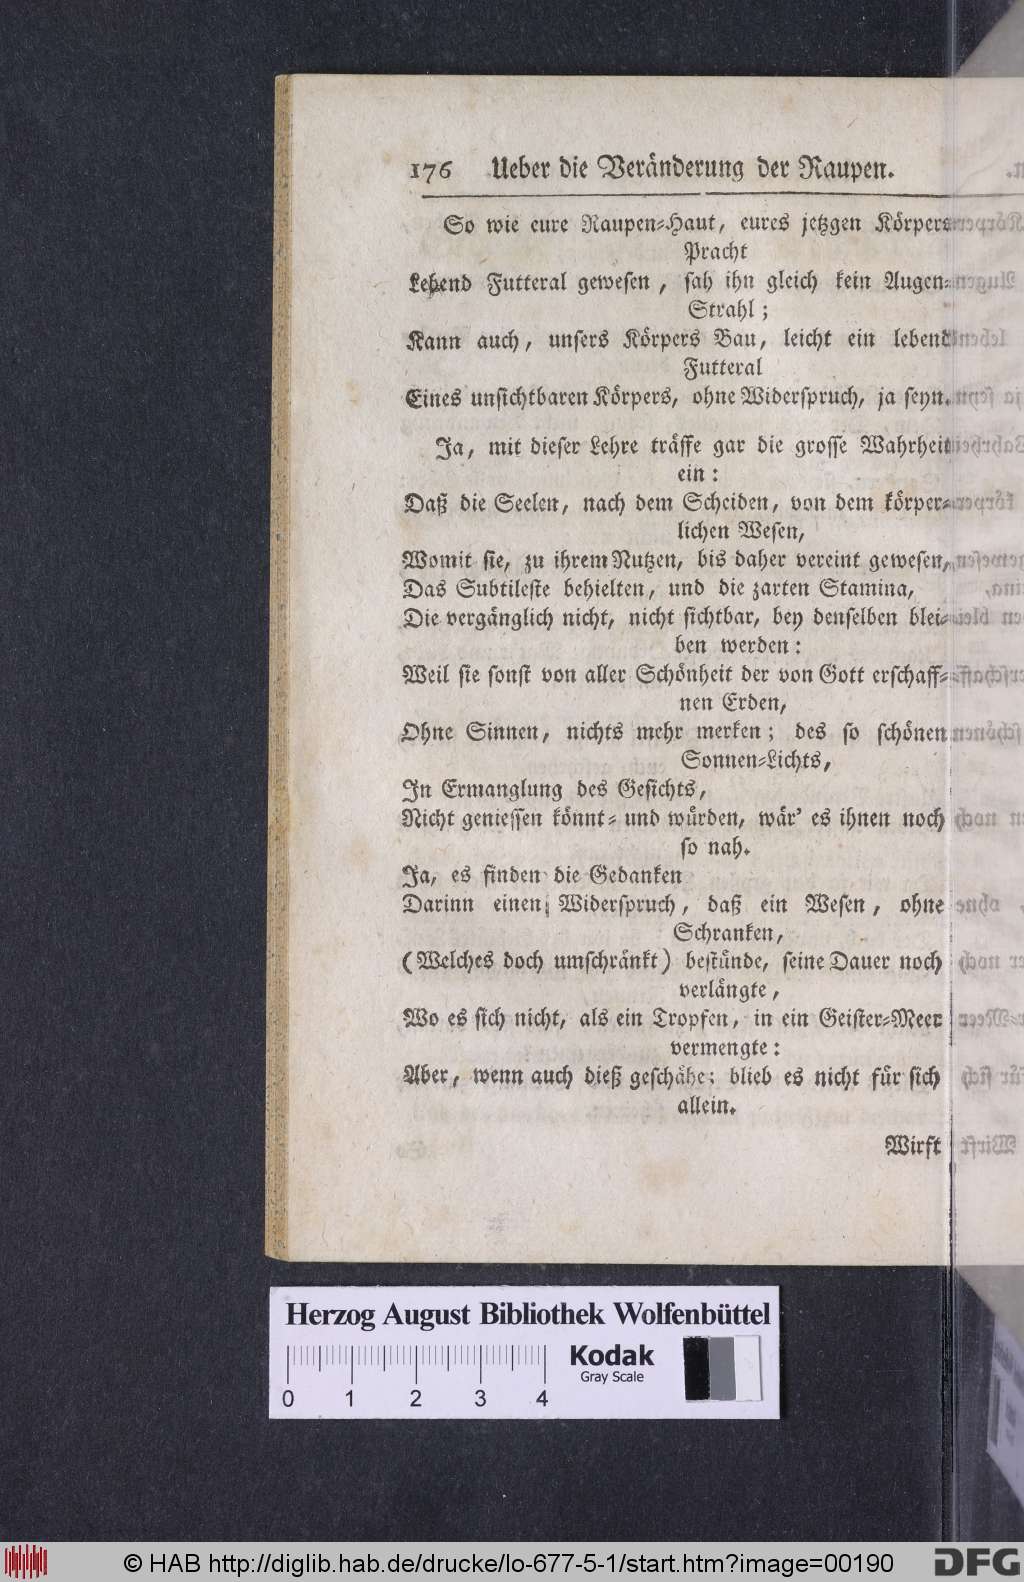 176 Ueber die Veränderung der Raupen.
So wie eure Raupen-Haut, eures jetzgen Körpers
Pracht
Lebend Futteral gewesen, sah ihn gleich kein Augen-
Strahl;
Kann auch, unsers Körpers Bau, leicht ein lebend
Futteral
Eines unsichtbaren Körpers, ohne Widerspruch, ja seyn.
Ja, mit dieser Lehre träffe gar die grosse Wahrheit
ein:
Daß die Seelen, nach dem Scheiden, von dem körper-
lichen Wesen,
Womit sie, zu ihrem Nutzen, bis daher vereint gewesen,
Das Subtileste behielten, und die zarten Stamina,
Die vergänglich nicht, nicht sichtbar, bey denselben blei-
ben werden:
Weil sie sonst von aller Schönheit der von Gott erschaff-
nen Erden,
Ohne Sinnen, nichts mehr merken; des so schönen
Sonnen-Lichts,
In Ermanglung des Gesichts,
Nicht geniessen könnt- und würden, wär' es ihnen noch
so nah.
Ja, es finden die Gedanken
Darinn einen Widerspruch, daß ein Wesen, ohne
Schranken,
(Welches doch umschränkt) bestünde, seine Dauer noch
verlängte,
Wo es sich nicht, als ein Tropfen, in ein Geister-Meer
vermengte:
Aber, wenn auch dieß geschähe; blieb es nicht für sich
allein.
Wirst
Herzog August Bibliothek Wolfenbüttel
Kodak
Gray Scale
0 1 2 3 4
© HAB http://diglib.hab.de/drucke/lo-677-5-1/start.htm?image=00190
DFG